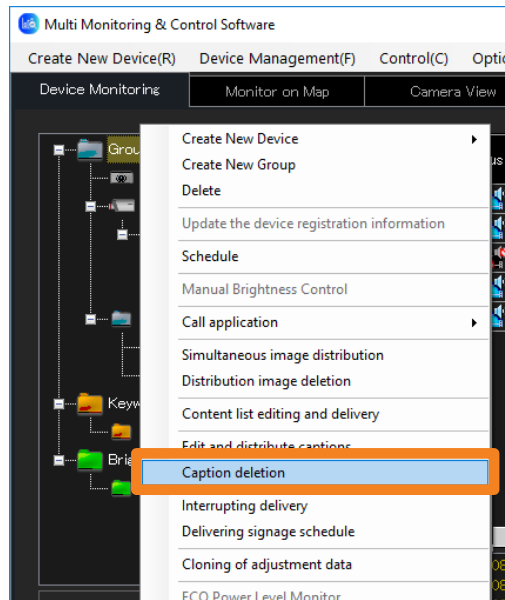 Multi Monitoring & Control Software
Create New Device(R) Device Management(F) Control(C)
Device Monitoring Monitor on Map Camera View
Create New Device
Create New Group
Delete
Update the device registration information
Schedule
Manual Brightness Control
Call application
Simultaneous image distribution
Distribution image deletion
Content list editing and delivery
Edit and distribute captions
Caption deletion
Interrupting delivery
Delivering signage schedule
Cloning of adjustment data
ECO Power Level Monitor